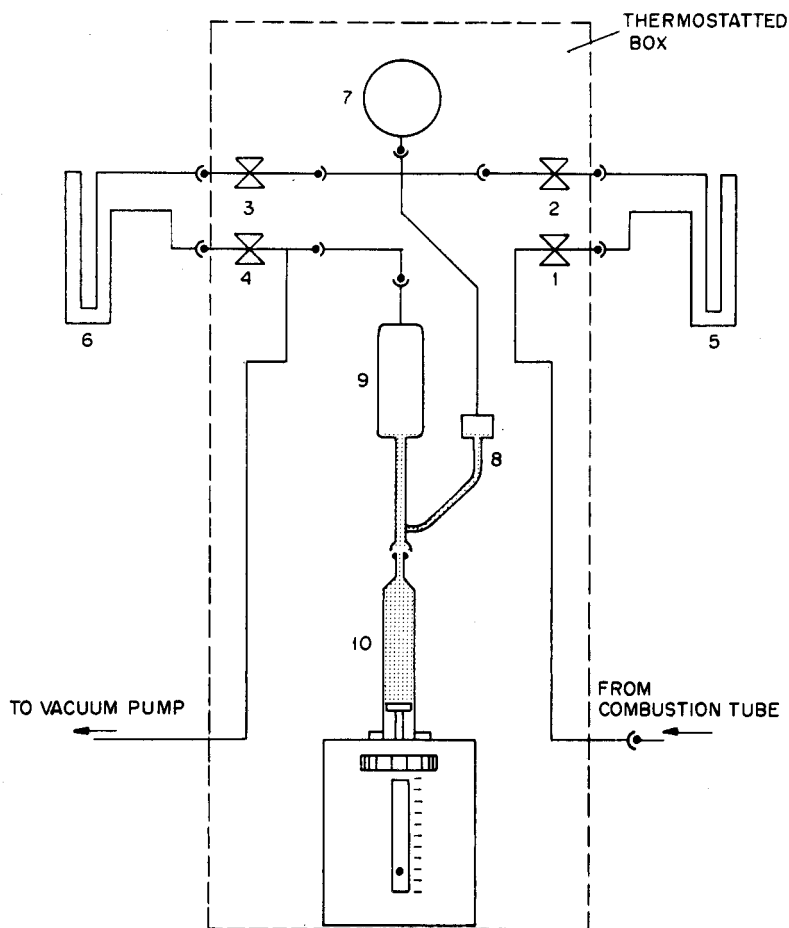 THERMOSTATTED
BOX
7
3
2
4
1
6
5
9
8
10
TO VACUUM PUMP
FROM
COMBUSTION TUBE